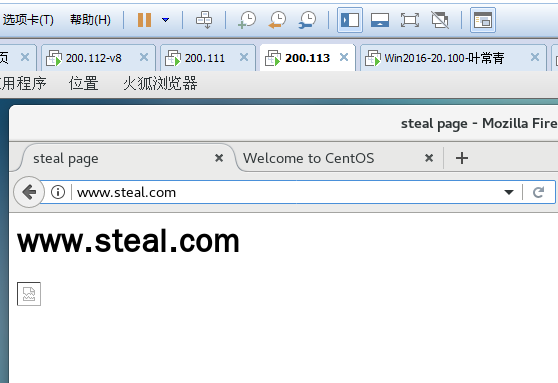 选项卡(T) 帮助(H)
页 200.112-v8 200.111 200.113 Win2016-20.100-叶常青
应用程序 位置 火狐浏览器
steal page - Mozilla Fire
steal page Welcome to CentOS
www.steal.com
www.steal.com